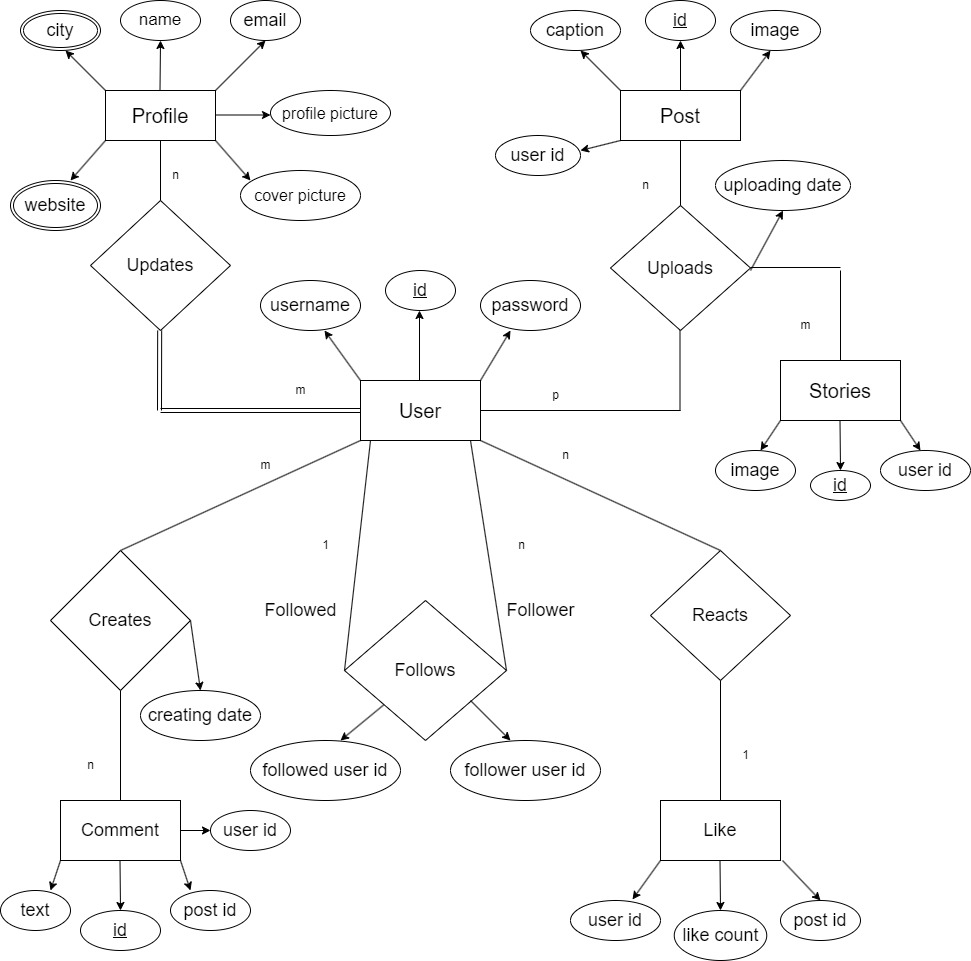 city
name
email
Profile
profile picture
website
cover picture
n
Updates
caption
id
image
Post
user id
n
uploading date
Uploads
m
username
id
password
m
User
p
Stories
image
id
user id
m
n
1
n
Followed
Follower
Creates
Follows
Reacts
creating date
followed user id
follower user id
n
1
Comment
user id
Like
text
id
post id
user id
like count
post id